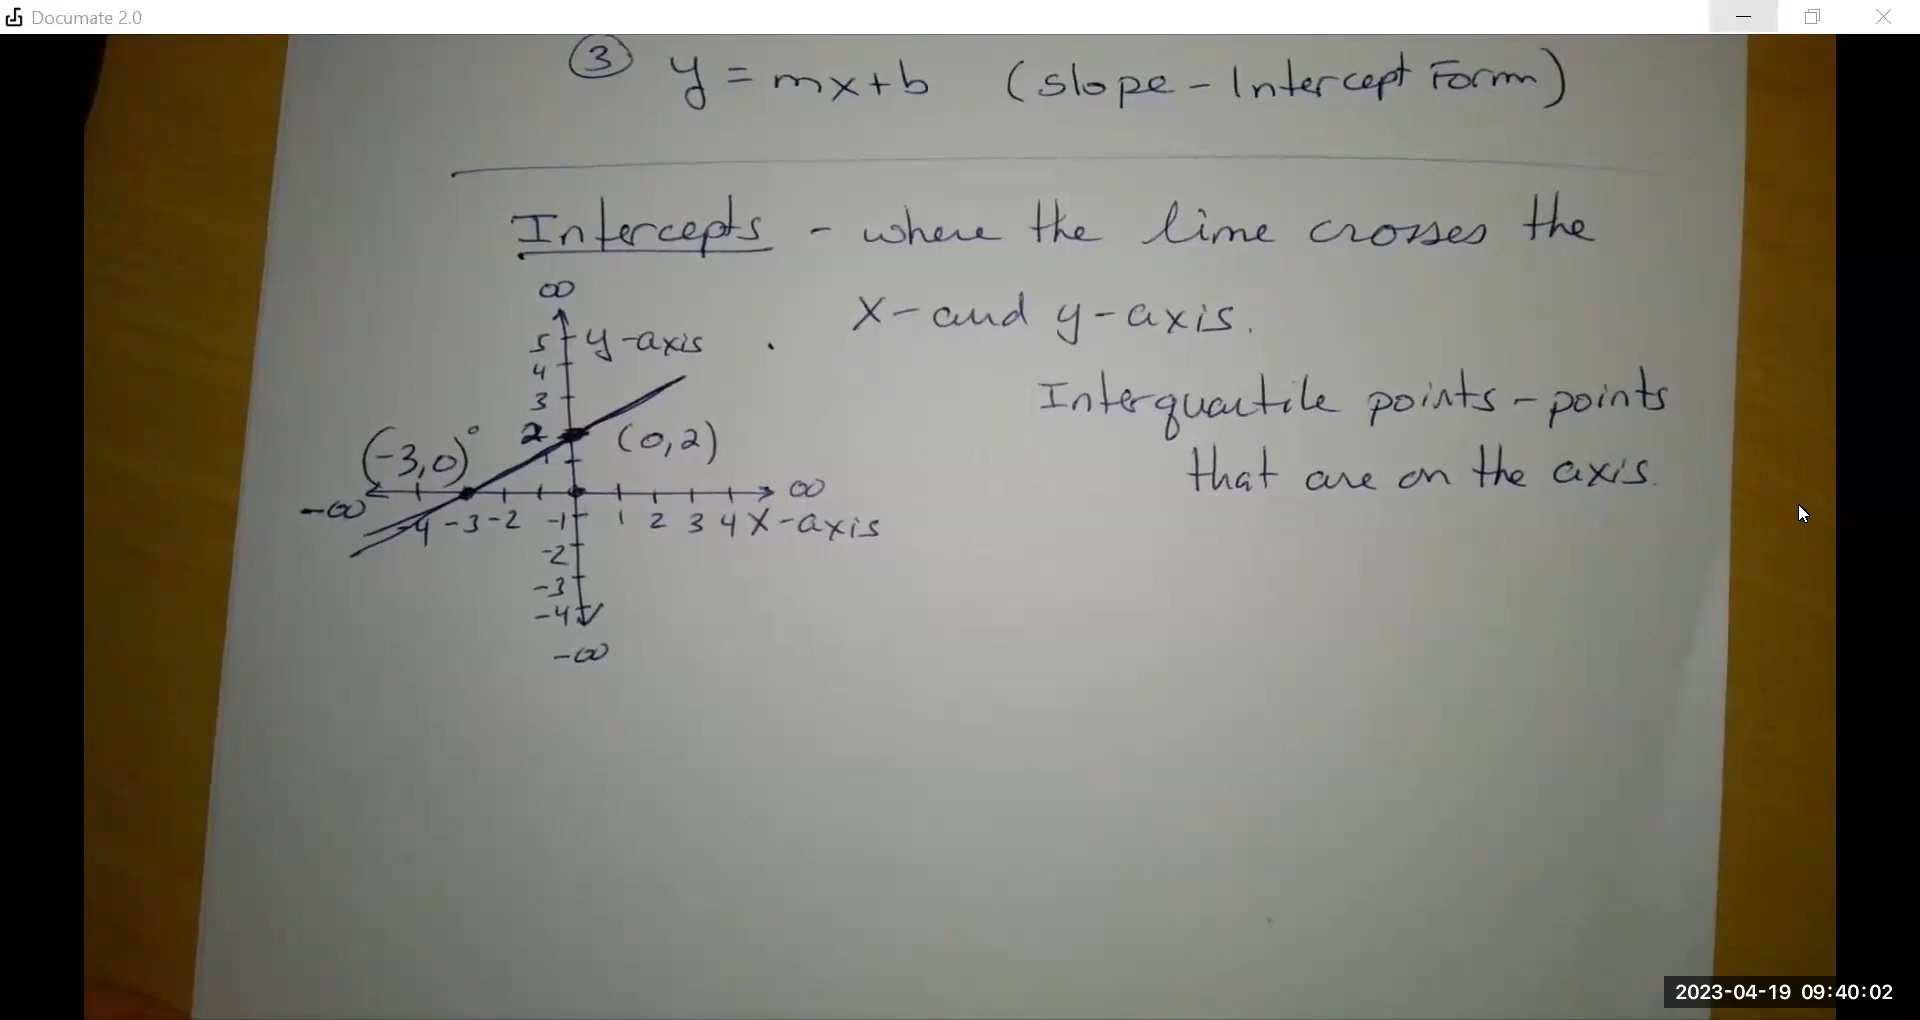 Documate 2.0
3 y = mx+b (slope - Intercept Form)
Intercepts - where the line crosses the
x- and y-axis.
∞
5 y-axis
4
3
2 (0,2)
(-3,0)
1
-∞ ∞
-4 -3 -2 -1 1 2 3 4 x-axis
-2
-3
-4
-∞
Interquartile points - points
that are on the axis.
2023-04-19 09:40:02